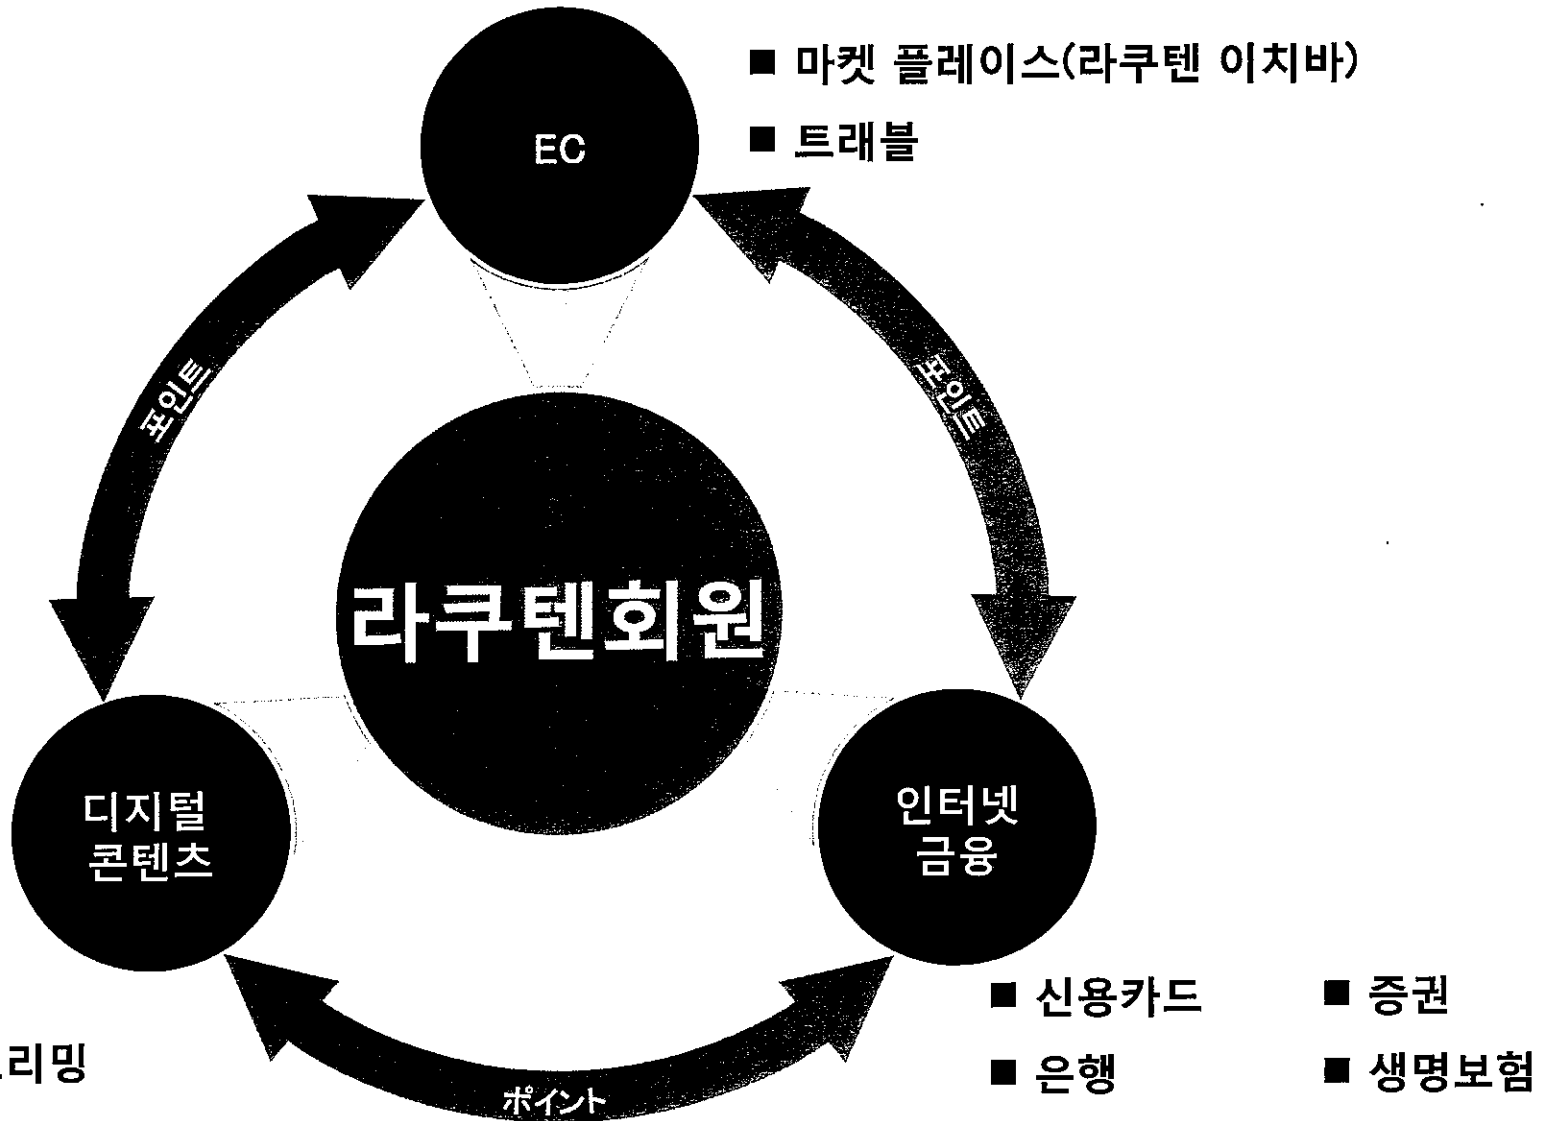 ■ 마켓 플레이스(라쿠텐 이치바)
■ 트래블
EC
포인트
포인트
라쿠텐회원
디지털
콘텐츠
인터넷
금융
■ 신용카드
■ 증권
■ 은행
■ 생명보험
리밍
ポイント